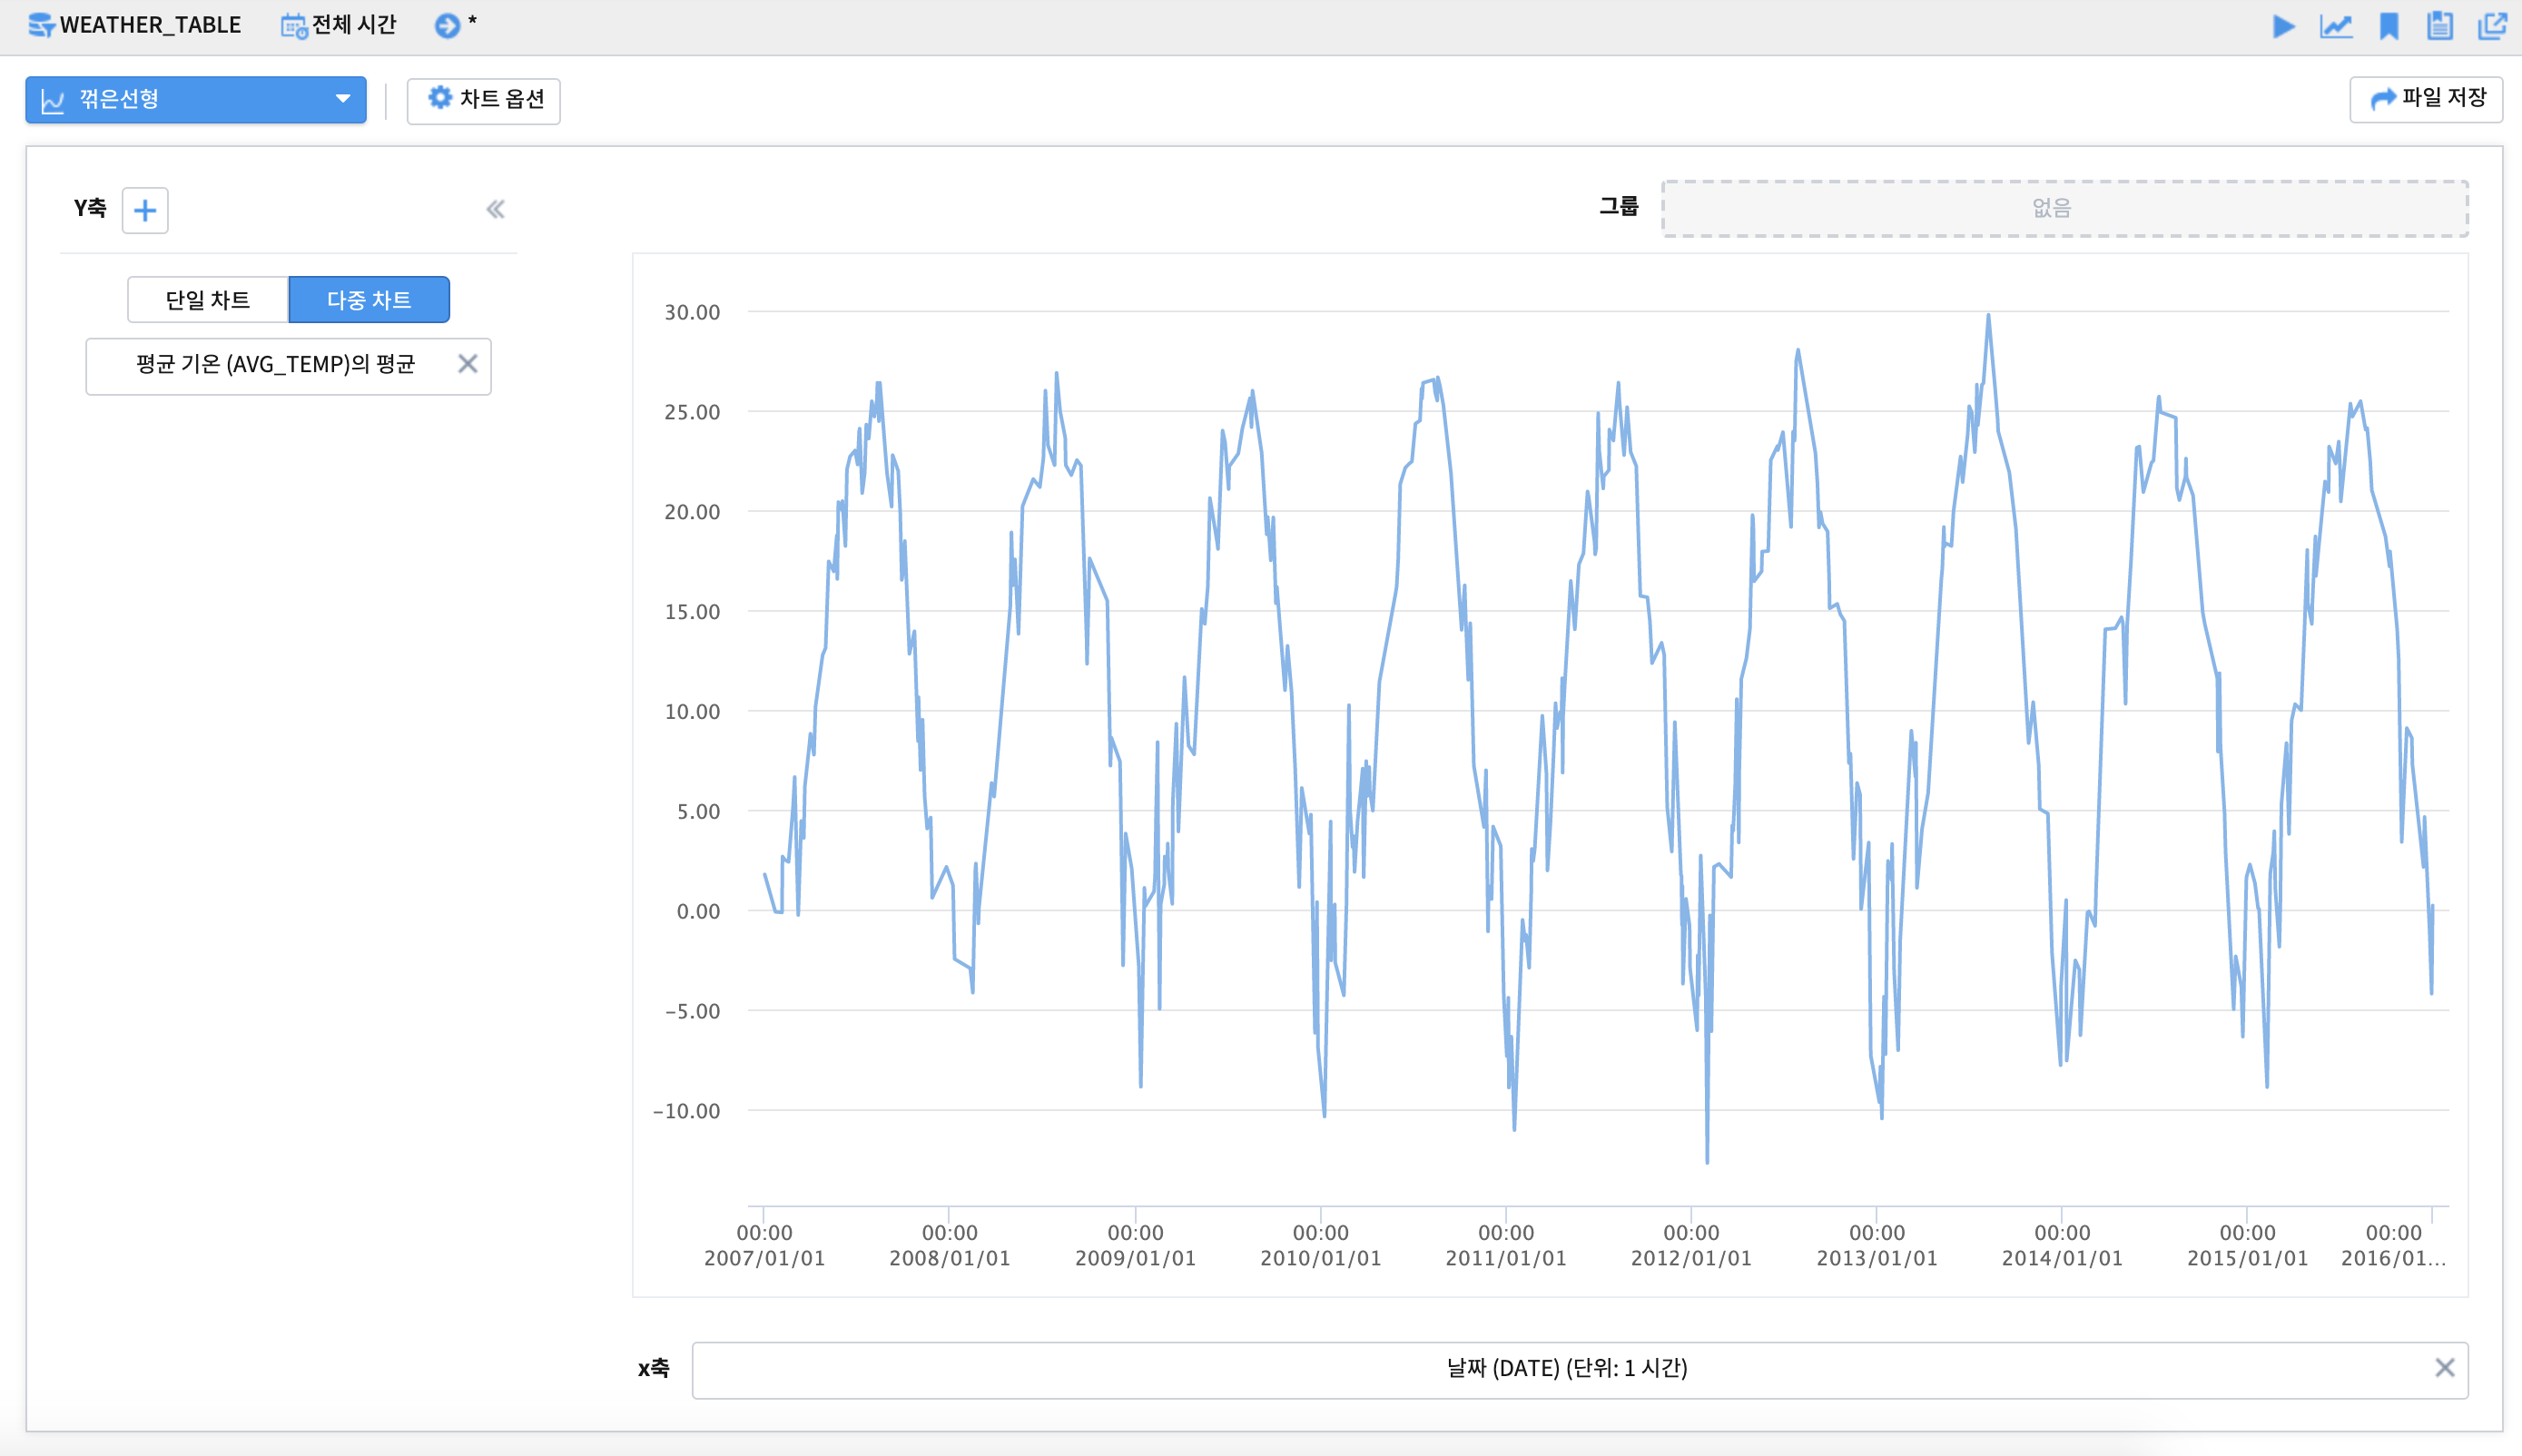 WEATHER_TABLE 전체 시간 *
꺾은선형 차트 옵션 파일 저장
Y축 그룹 없음
단일 차트 다중 차트
평균 기온 (AVG_TEMP)의 평균
30.00
25.00
20.00
15.00
10.00
5.00
0.00
−5.00
−10.00
00:00 00:00 00:00 00:00 00:00 00:00 00:00 00:00 00:00 00:00
2007/01/01 2008/01/01 2009/01/01 2010/01/01 2011/01/01 2012/01/01 2013/01/01 2014/01/01 2015/01/01 2016/01...
x축 날짜 (DATE) (단위: 1 시간)